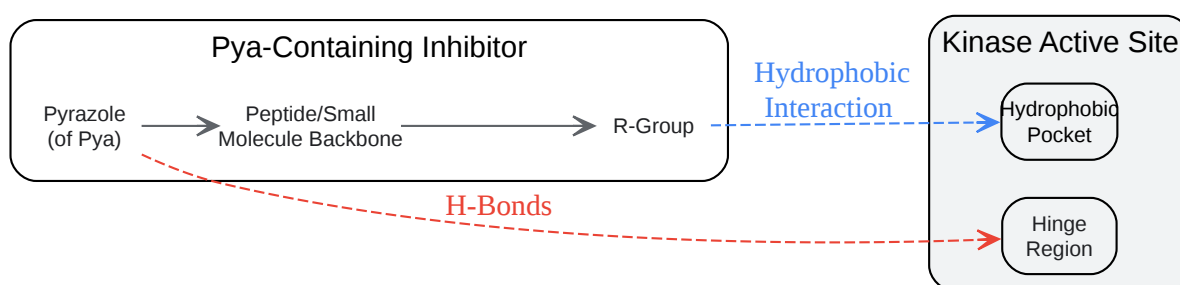 Pya-Containing Inhibitor
Pyrazole
(of Pya)
Peptide/Small
Molecule Backbone
R-Group
Hydrophobic
Interaction
H-Bonds
Kinase Active Site
Hydrophobic
Pocket
Hinge
Region